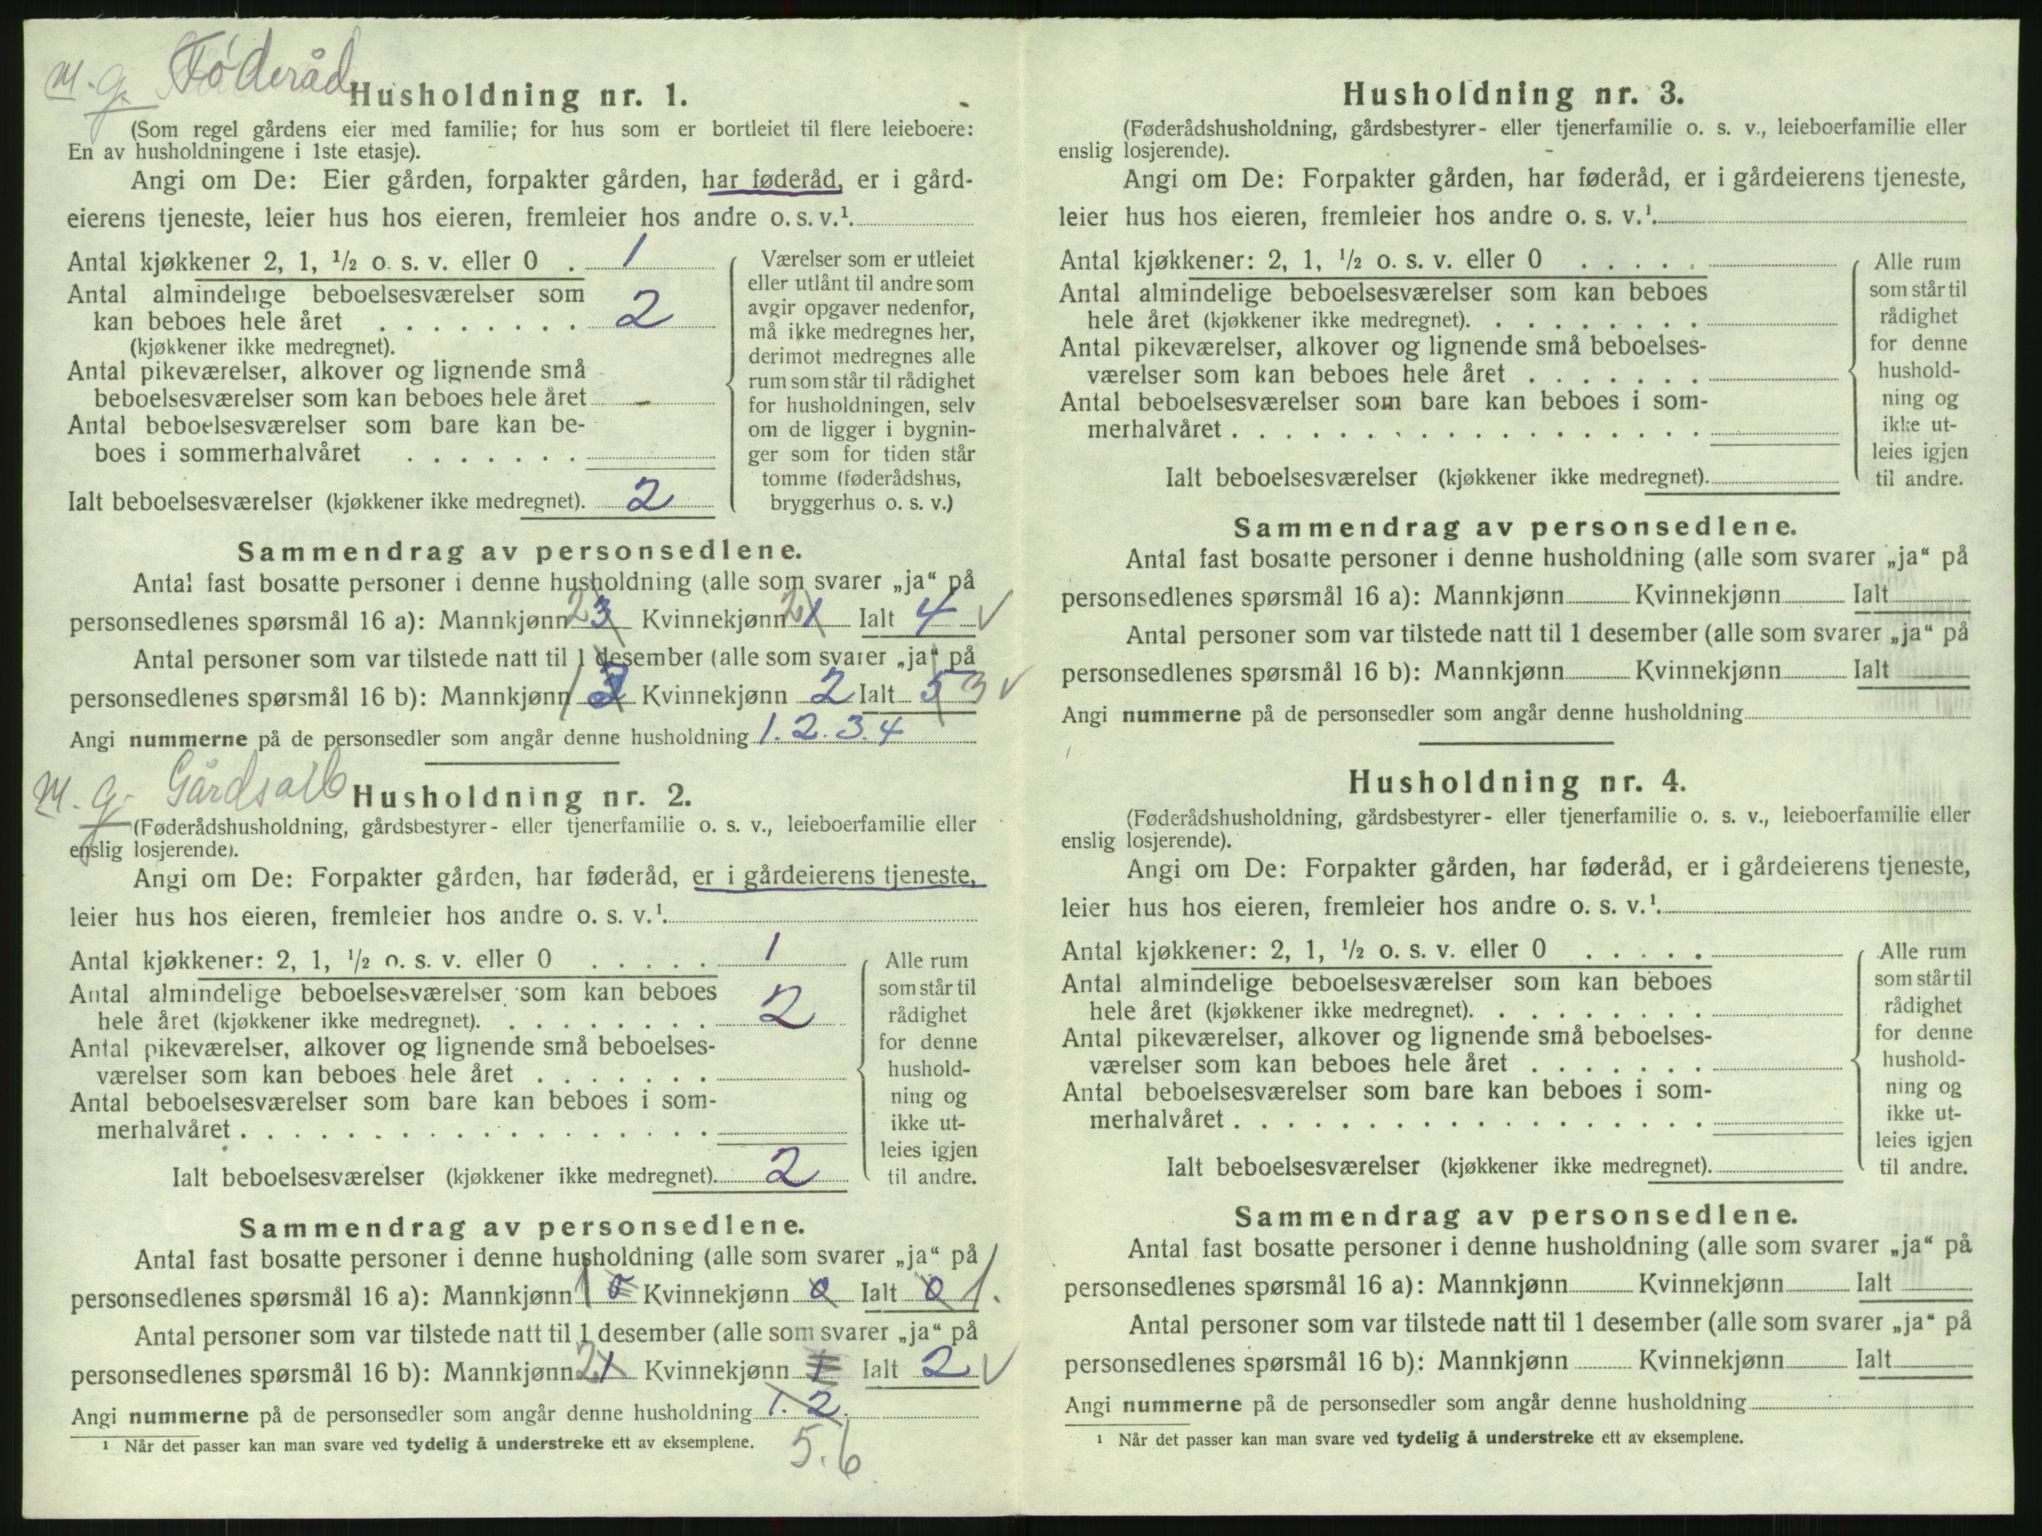 M. g. Føderåd
Husholdning nr. 1.
(Som regel gårdens eier med familie; for hus som er bortleiet til flere leieboere:
En av husholdningene i 1ste etasje).
Angi om De: Eier gården, forpakter gården, har føderåd, er i gård-
eierens tjeneste, leier hus hos eieren, fremleier hos andre o. s. v.¹
Antal kjøkkener 2, 1, ½ o. s. v. eller 0 . 1
Antal almindelige beboelsesværelser som
kan beboes hele året . . . . . . . . 2
(kjøkkener ikke medregnet).
Antal pikeværelser, alkover og lignende små
beboelsesværelser som kan beboes hele året –
Antal beboelsesværelser som bare kan be-
boes i sommerhalvåret . . . . . . .
Ialt beboelsesværelser (kjøkkener ikke medregnet). 2
Værelser som er utleiet
eller utlånt til andre som
avgir opgaver nedenfor,
må ikke medregnes her,
derimot medregnes alle
rum som står til rådighet
for husholdningen, selv
om de ligger i bygnin-
ger som for tiden står
tomme (føderådshus,
bryggerhus o. s. v.)
Sammendrag av personsedlene.
Antal fast bosatte personer i denne husholdning (alle som svarer „ja“ på
personsedlenes spørsmål 16 a): Mannkjønn 2 3 Kvinnekjønn 2 1 Ialt 4 ✓
Antal personer som var tilstede natt til 1 desember (alle som svarer „ja“ på
personsedlenes spørsmål 16 b): Mannkjønn 1 3 Kvinnekjønn 2 Ialt 5 3 ✓
Angi nummerne på de personsedler som angår denne husholdning 1. 2. 3. 4
M. g. Gårdsarb
Husholdning nr. 2.
(Føderådshusholdning, gårdsbestyrer- eller tjenerfamilie o. s. v., leieboerfamilie eller
enslig losjerende).
Angi om De: Forpakter gården, har føderåd, er i gårdeierens tjeneste,
leier hus hos eieren, fremleier hos andre o. s. v.¹
Antal kjøkkener: 2, 1, ½ o. s. v. eller 0 . . . . . 1
Antal almindelige beboelsesværelser som kan beboes
hele året (kjøkkener ikke medregnet). . . . . . . . . 2
Antal pikeværelser, alkover og lignende små beboelses-
værelser som kan beboes hele året . . . . . . .
Antal beboelsesværelser som bare kan beboes i som-
merhalvåret . . . . . . . . . . . . . . . . . .
Ialt beboelsesværelser (kjøkkener ikke medregnet). 2
Alle rum
som står til
rådighet
for denne
hushold-
ning og
ikke ut-
leies igjen
til andre.
Sammendrag av personsedlene.
Antal fast bosatte personer i denne husholdning (alle som svarer „ja“ på
personsedlenes spørsmål 16 a): Mannkjønn 1 0 Kvinnekjønn 0 Ialt 0 1.
Antal personer som var tilstede natt til 1 desember (alle som svarer „ja“ på
personsedlenes spørsmål 16 b): Mannkjønn 2 1 Kvinnekjønn 1 Ialt 2 ✓
Angi nummerne på de personsedler som angår denne husholdning 1. 2.
¹ Når det passer kan man svare ved tydelig å understreke ett av eksemplene.
5. 6
Husholdning nr. 3.
(Føderådshusholdning, gårdsbestyrer- eller tjenerfamilie o. s. v., leieboerfamilie eller
enslig losjerende).
Angi om De: Forpakter gården, har føderåd, er i gårdeierens tjeneste,
leier hus hos eieren, fremleier hos andre o. s. v.¹
Antal kjøkkener: 2, 1, ½ o. s. v. eller 0 . . . . .
Antal almindelige beboelsesværelser som kan beboes
hele året (kjøkkener ikke medregnet). . . . . . . . .
Antal pikeværelser, alkover og lignende små beboelses-
værelser som kan beboes hele året . . . . . . .
Antal beboelsesværelser som bare kan beboes i som-
merhalvåret . . . . . . . . . . . . . . . . . .
Ialt beboelsesværelser (kjøkkener ikke medregnet).
Alle rum
som står til
rådighet
for denne
hushold-
ning og
ikke ut-
leies igjen
til andre.
Sammendrag av personsedlene.
Antal fast bosatte personer i denne husholdning (alle som svarer „ja“ på
personsedlenes spørsmål 16 a): Mannkjønn Kvinnekjønn Ialt
Antal personer som var tilstede natt til 1 desember (alle som svarer „ja“ på
personsedlenes spørsmål 16 b): Mannkjønn Kvinnekjønn Ialt
Angi nummerne på de personsedler som angår denne husholdning
Husholdning nr. 4.
(Føderådshusholdning, gårdsbestyrer- eller tjenerfamilie o. s. v., leieboerfamilie eller
enslig losjerende).
Angi om De: Forpakter gården, har føderåd, er i gårdeierens tjeneste,
leier hus hos eieren, fremleier hos andre o. s. v.¹
Antal kjøkkener: 2, 1, ½ o. s. v. eller 0 . . . . .
Antal almindelige beboelsesværelser som kan beboes
hele året (kjøkkener ikke medregnet). . . . . . . . .
Antal pikeværelser, alkover og lignende små beboelses-
værelser som kan beboes hele året . . . . . . .
Antal beboelsesværelser som bare kan beboes i som-
merhalvåret . . . . . . . . . . . . . . . . . .
Ialt beboelsesværelser (kjøkkener ikke medregnet).
Alle rum
som står til
rådighet
for denne
hushold-
ning og
ikke ut-
leies igjen
til andre.
Sammendrag av personsedlene.
Antal fast bosatte personer i denne husholdning (alle som svarer „ja“ på
personsedlenes spørsmål 16 a): Mannkjønn Kvinnekjønn Ialt
Antal personer som var tilstede natt til 1 desember (alle som svarer „ja“ på
personsedlenes spørsmål 16 b): Mannkjønn Kvinnekjønn Ialt
Angi nummerne på de personsedler som angår denne husholdning
¹ Når det passer kan man svare ved tydelig å understreke ett av eksemplene.